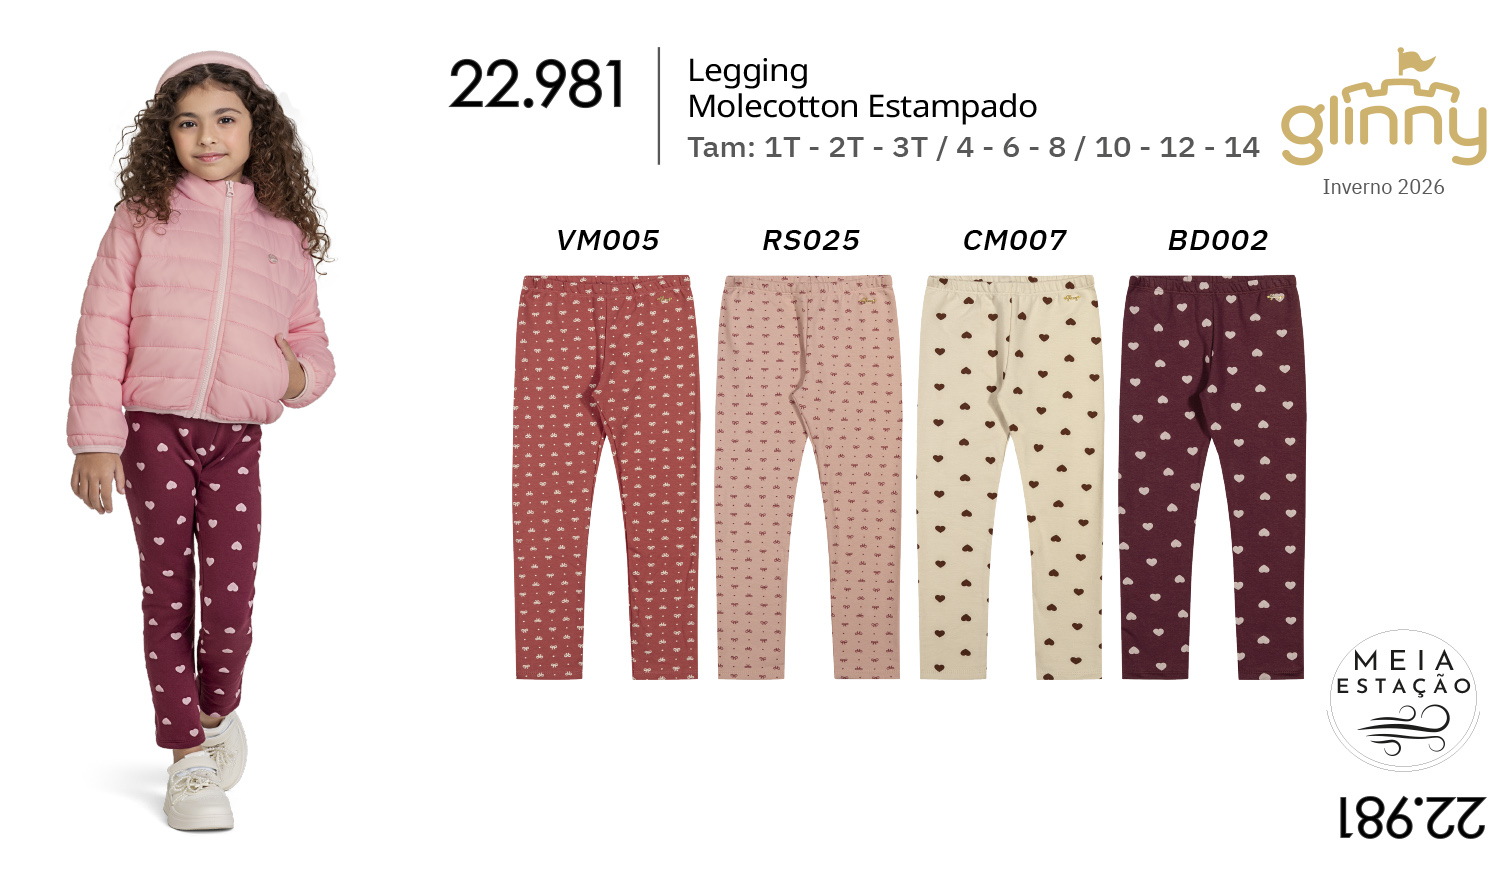 22.981
Legging
Molecotton Estampado
Tam: 1T - 2T - 3T / 4 - 6 - 8 / 10 - 12 - 14
glinny
Inverno 2026
VM005
RS025
CM007
BD002
MEIA
ESTAÇÃO
22.981